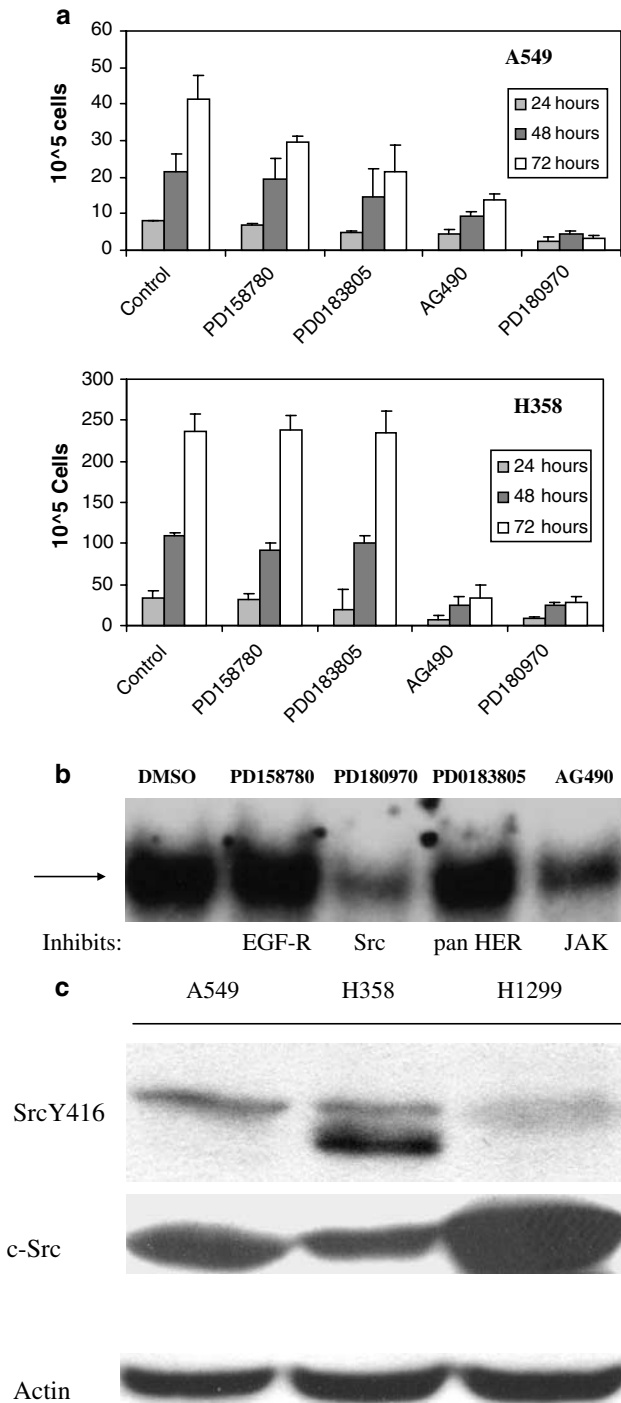 a
A549
60
50
40
30
20
10
0
10^5 cells
24 hours
48 hours
72 hours
Control
PD158780
PD0183805
AG490
PD180970
H358
300
250
200
150
100
50
0
10^5 Cells
24 hours
48 hours
72 hours
Control
PD158780
PD0183805
AG490
PD180970
b
DMSO PD158780 PD180970 PD0183805 AG490
Inhibits: EGF-R Src pan HER JAK
c
A549 H358 H1299
SrcY416
c-Src
Actin